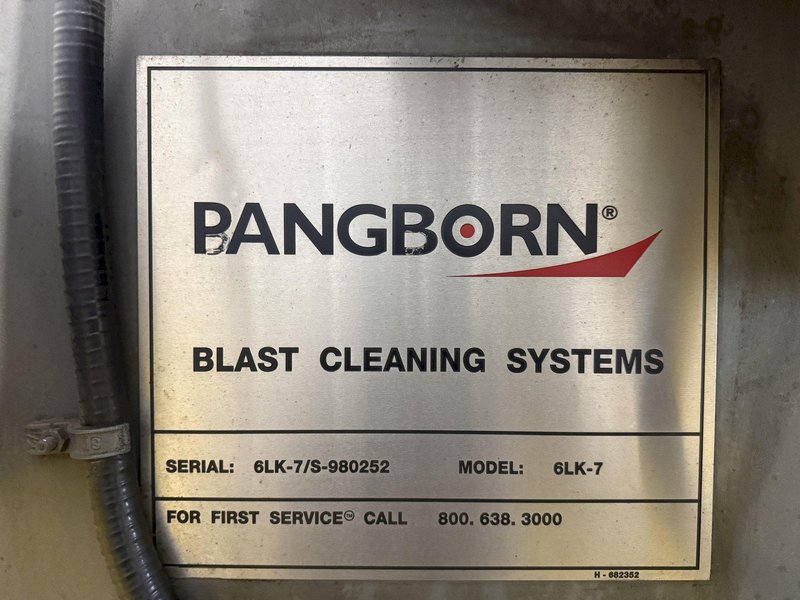 PANGBORN®
BLAST CLEANING SYSTEMS
SERIAL: 6LK-7/S-980252 MODEL: 6LK-7
FOR FIRST SERVICE℠ CALL 800. 638. 3000
H - 682352